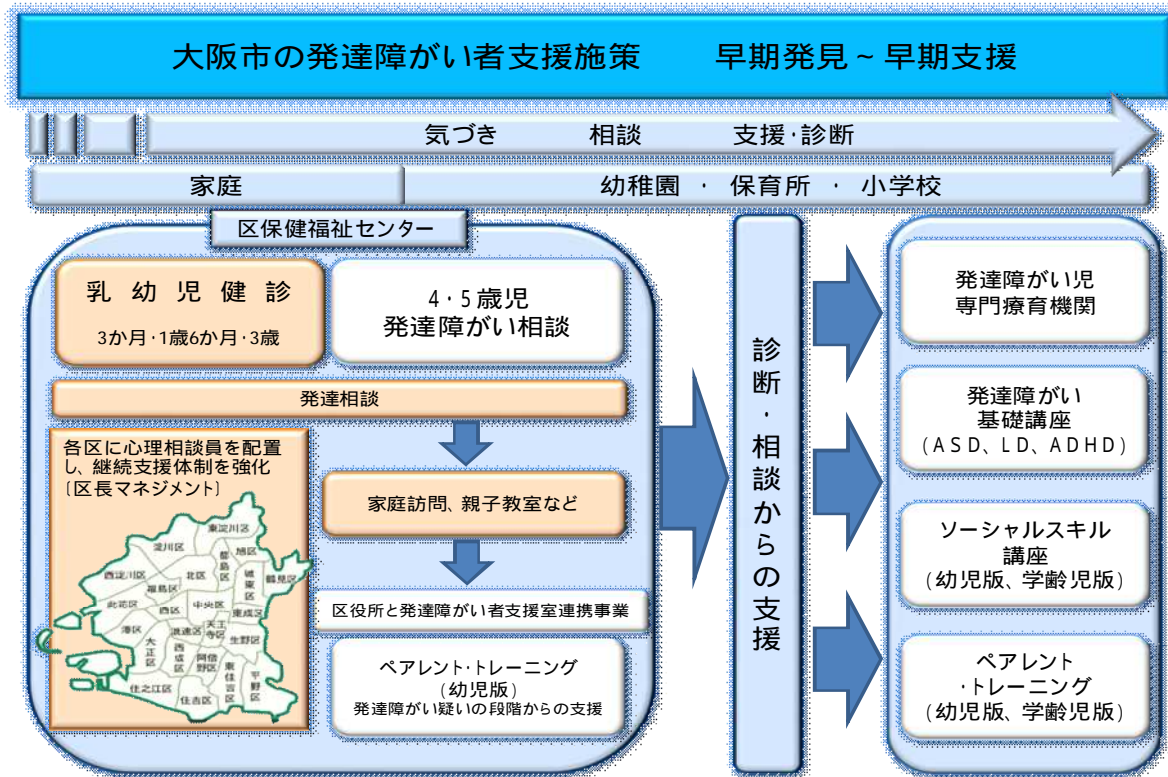 大阪市の発達障がい者支援施策　　早期発見～早期支援
気づき　　相談　　支援・診断
家庭
幼稚園 ・ 保育所 ・ 小学校
区保健福祉センター
乳幼児健診
3か月・1歳6か月・3歳
4・5歳児
発達障がい相談
発達相談
各区に心理相談員を配置
し、継続支援体制を強化
〔区長マネジメント〕
東淀川区
淀川区
旭区
都島区
西淀川区
北区
城東区
鶴見区
福島区
此花区
西区
中央区
東成区
港区
大正区
浪速区
天王寺区
生野区
西成区
阿倍野区
東住吉区
平野区
住之江区
住吉区
家庭訪問、親子教室など
区役所と発達障がい者支援室連携事業
ペアレント・トレーニング
(幼児版)
発達障がい疑いの段階からの支援
診断・相談からの支援
発達障がい児
専門療育機関
発達障がい
基礎講座
(ASD、LD、ADHD)
ソーシャルスキル
講座
(幼児版、学齢児版)
ペアレント
・トレーニング
(幼児版、学齢児版)